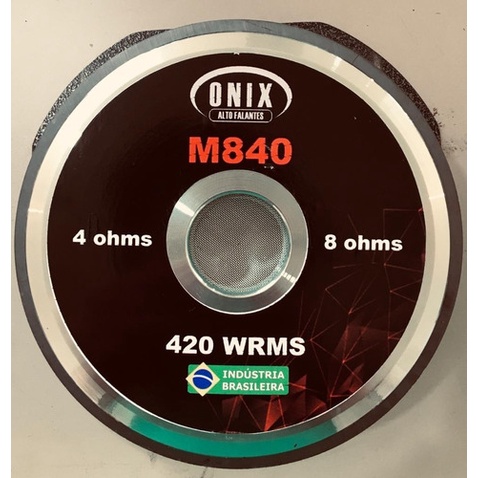 ONIX
ALTO FALANTES
M840
4 ohms
8 ohms
420 WRMS
INDÚSTRIA
BRASILEIRA